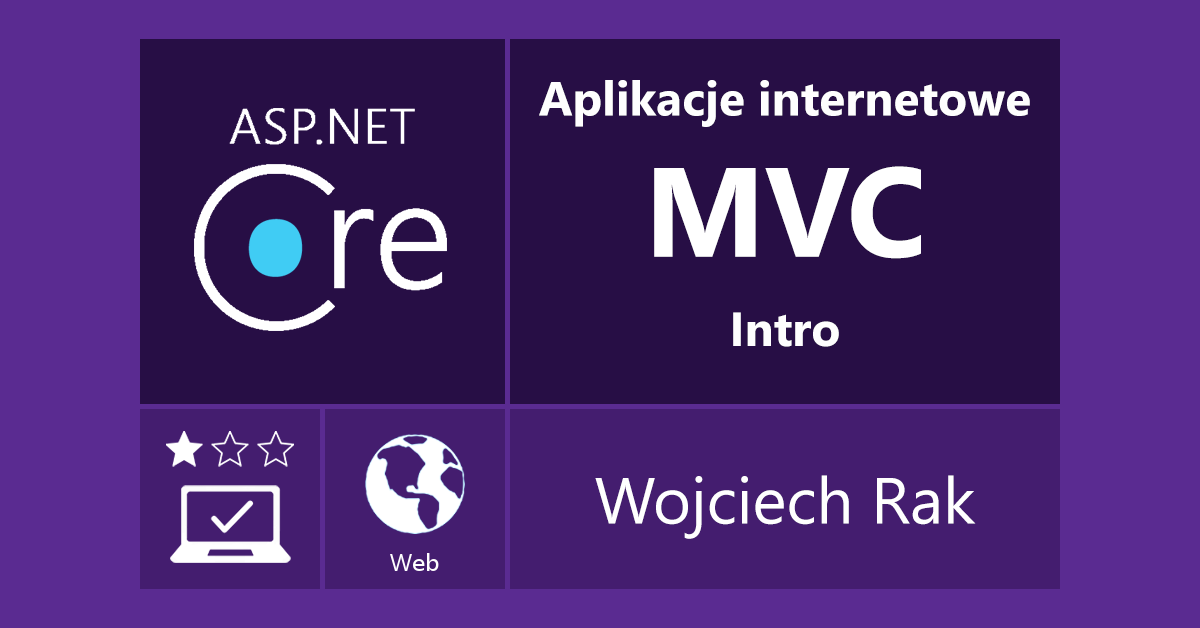 ASP.NET
Core
Aplikacje internetowe
MVC
Intro
Web
Wojciech Rak